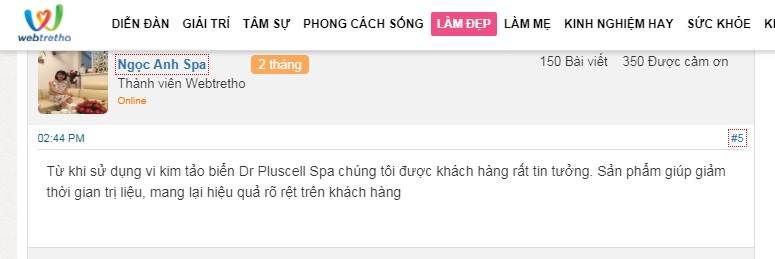 webtretho
DIỄN ĐÀN GIẢI TRÍ TÂM SỰ PHONG CÁCH SỐNG LÀM ĐẸP LÀM MẸ KINH NGHIỆM HAY SỨC KHỎE K
Ngọc Anh Spa 2 tháng 150 Bài viết 350 Được cảm ơn
Thành viên Webtretho
Online
02:44 PM #5
Từ khi sử dụng vi kim tảo biển Dr Pluscell Spa chúng tôi được khách hàng rất tin tưởng. Sản phẩm giúp giảm
thời gian trị liệu, mang lại hiệu quả rõ rệt trên khách hàng